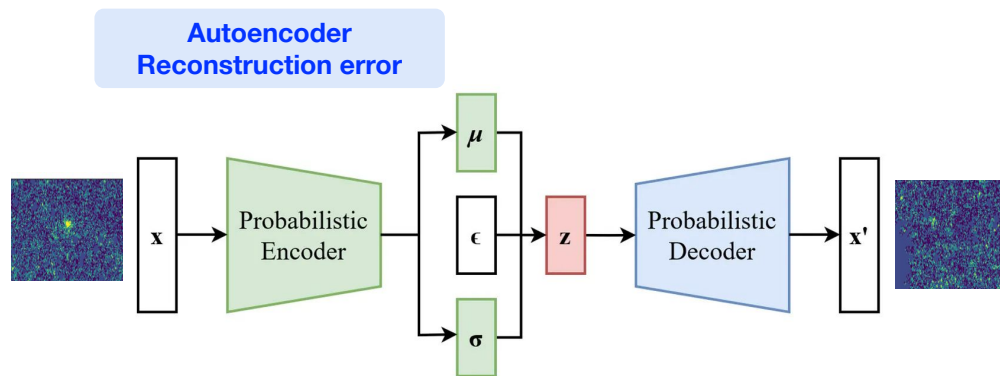 Autoencoder
Reconstruction error
x
Probabilistic
Encoder
μ
ϵ
σ
z
Probabilistic
Decoder
x'